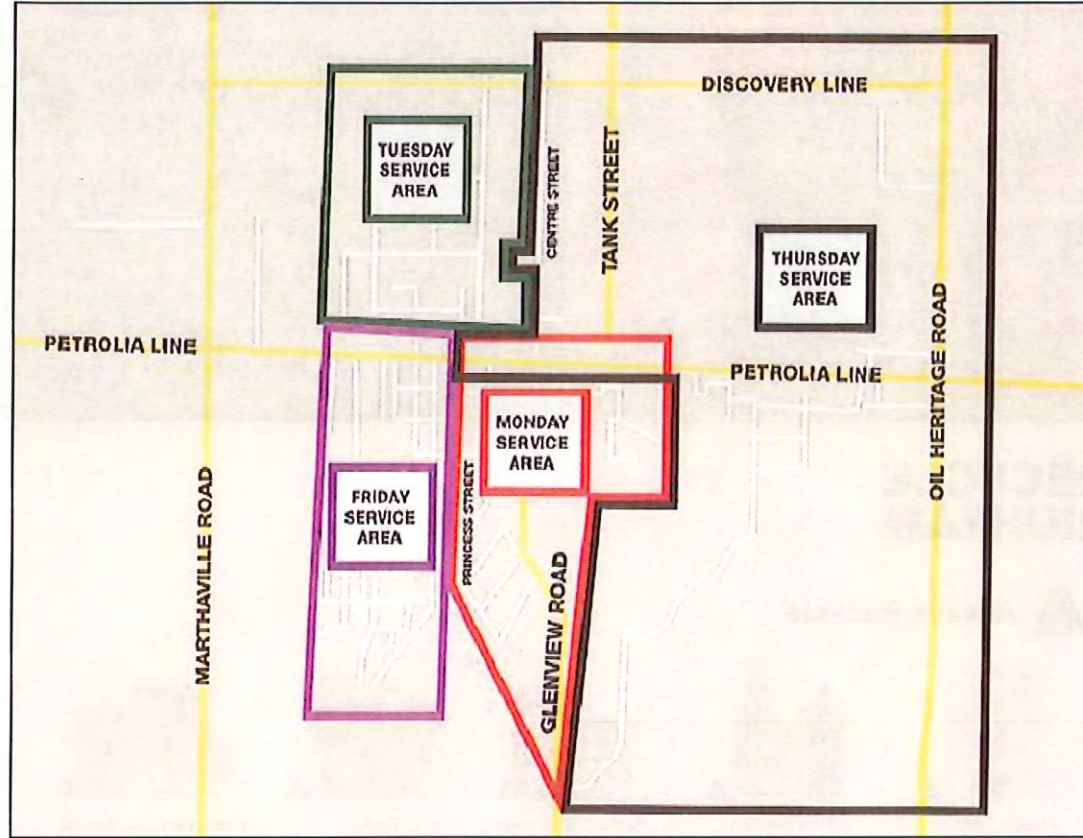 DISCOVERY LINE
TUESDAY
SERVICE
AREA
CENTRE STREET
TANK STREET
THURSDAY
SERVICE
AREA
OIL HERITAGE ROAD
PETROLIA LINE
PETROLIA LINE
MONDAY
SERVICE
AREA
MARTHAVILLE ROAD
FRIDAY
SERVICE
AREA
PRINCESS STREET
GLENVIEW ROAD